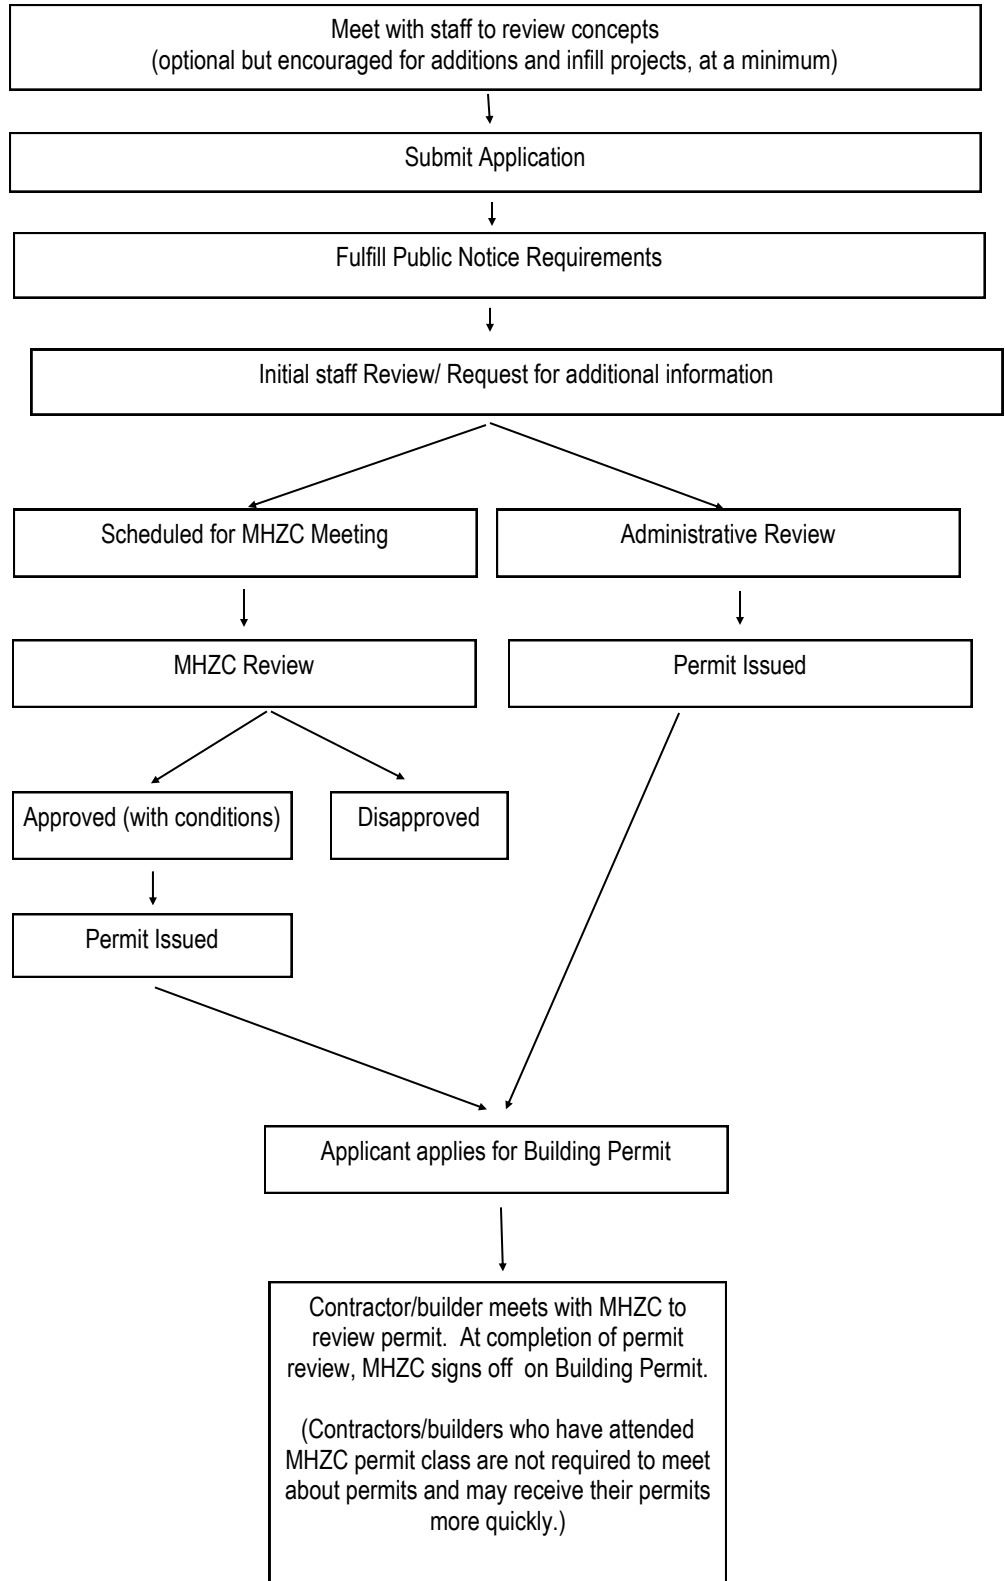 Meet with staff to review concepts
(optional but encouraged for additions and infill projects, at a minimum)
Submit Application
Fulfill Public Notice Requirements
Initial staff Review/ Request for additional information
Scheduled for MHZC Meeting
Administrative Review
MHZC Review
Permit Issued
Approved (with conditions)
Disapproved
Permit Issued
Applicant applies for Building Permit
Contractor/builder meets with MHZC to
review permit.  At completion of permit
review, MHZC signs off  on Building Permit.
(Contractors/builders who have attended
MHZC permit class are not required to meet
about permits and may receive their permits
more quickly.)